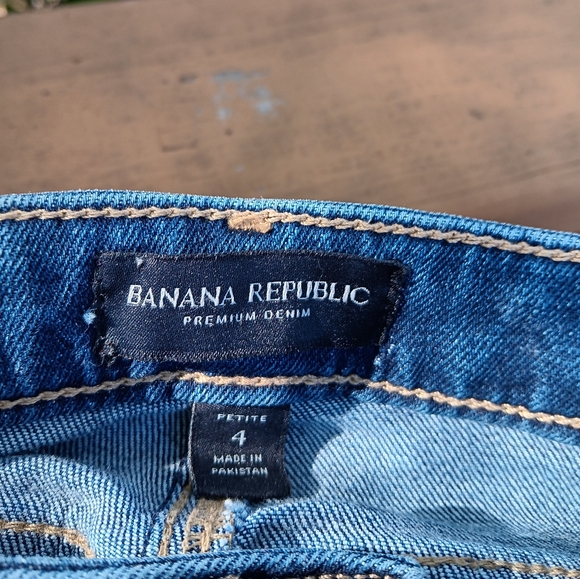 BANANA REPUBLIC
PREMIUM DENIM
PETITE
4
MADE IN
PAKISTAN